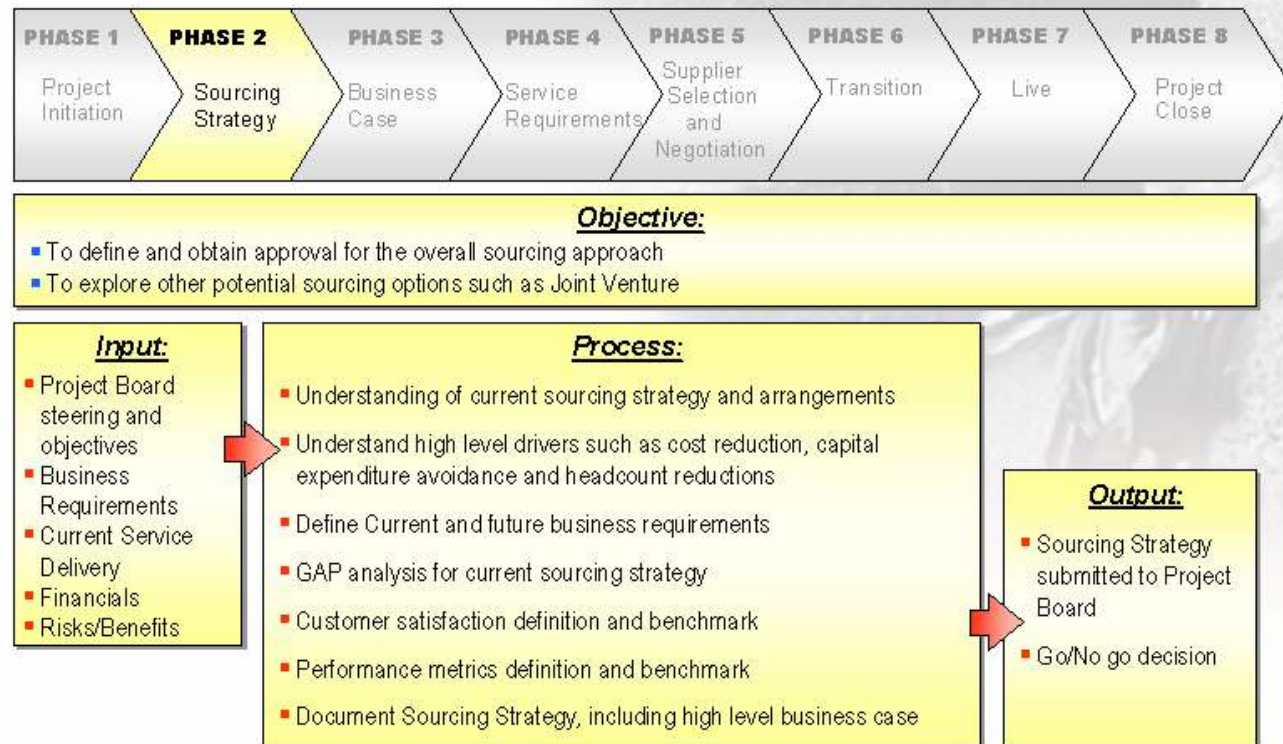 PHASE 1
Project
Initiation
PHASE 2
Sourcing
Strategy
PHASE 3
Business
Case
PHASE 4
Service
Requirements
PHASE 5
Supplier
Selection
and
Negotiation
PHASE 6
Transition
PHASE 7
Live
PHASE 8
Project
Close
Objective:
▪ To define and obtain approval for the overall sourcing approach
▪ To explore other potential sourcing options such as Joint Venture
Input:
▪ Project Board
steering and
objectives
▪ Business
Requirements
▪ Current Service
Delivery
▪ Financials
▪ Risks/Benefits
Process:
▪ Understanding of current sourcing strategy and arrangements
▪ Understand high level drivers such as cost reduction, capital
expenditure avoidance and headcount reductions
▪ Define Current and future business requirements
▪ GAP analysis for current sourcing strategy
▪ Customer satisfaction definition and benchmark
▪ Performance metrics definition and benchmark
▪ Document Sourcing Strategy, including high level business case
Output:
▪ Sourcing Strategy
submitted to Project
Board
▪ Go/No go decision